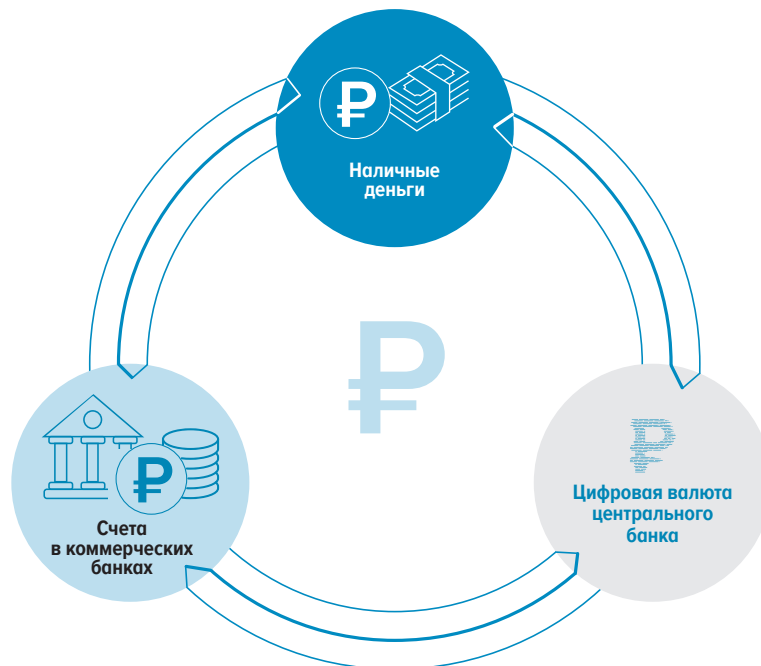 ₽
Наличные
деньги
₽
₽
Счета
в коммерческих
банках
₽
Цифровая валюта
центрального
банка